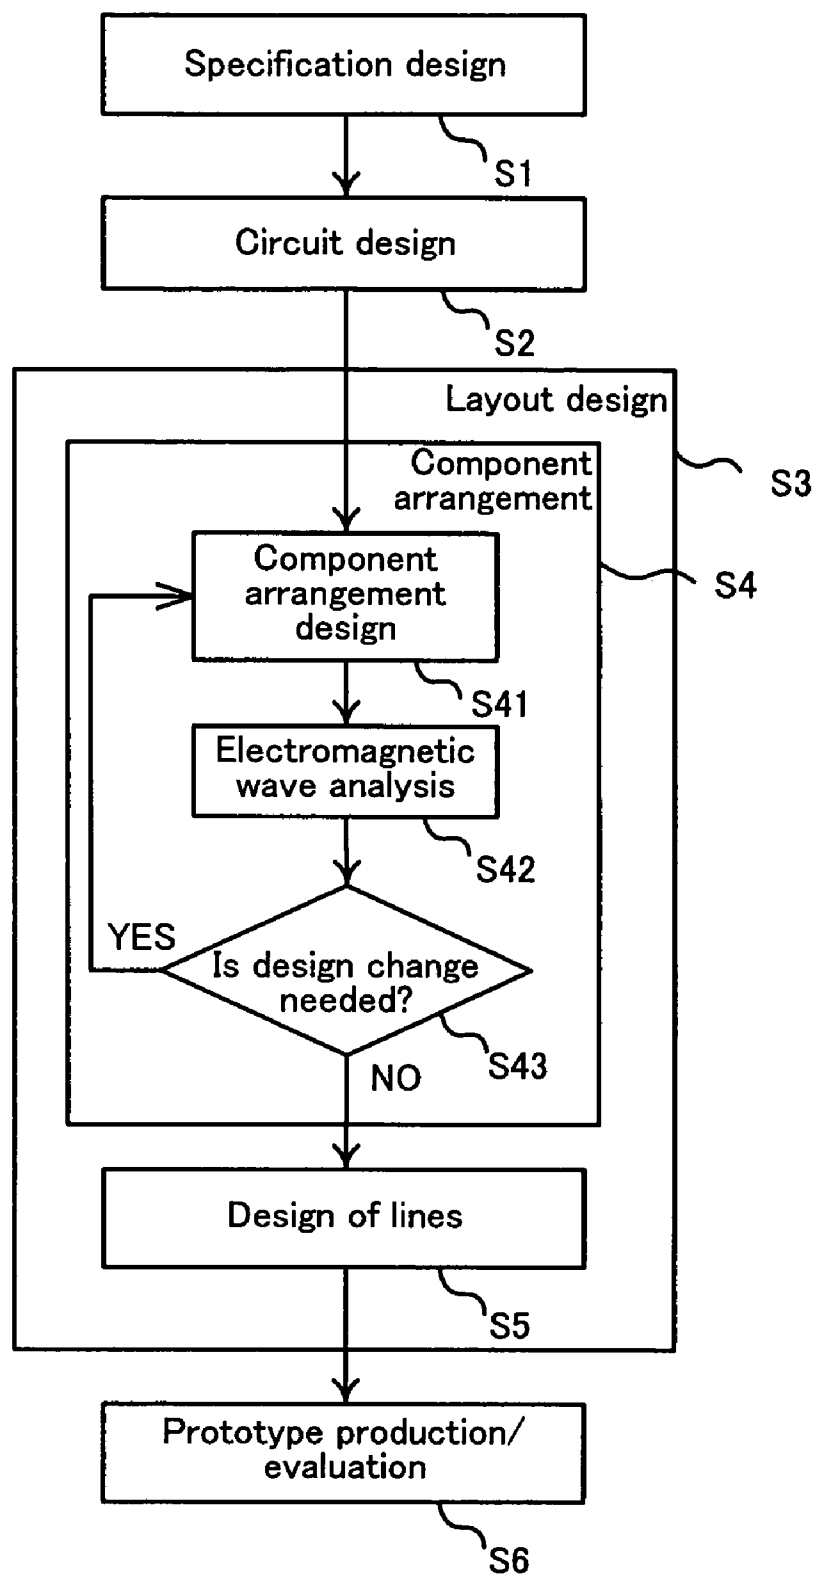 Specification design
S1
Circuit design
S2
Layout design
S3
Component
arrangement
S4
Component
arrangement
design
S41
Electromagnetic
wave analysis
S42
YES
Is design change
needed?
S43
NO
Design of lines
S5
Prototype production/
evaluation
S6